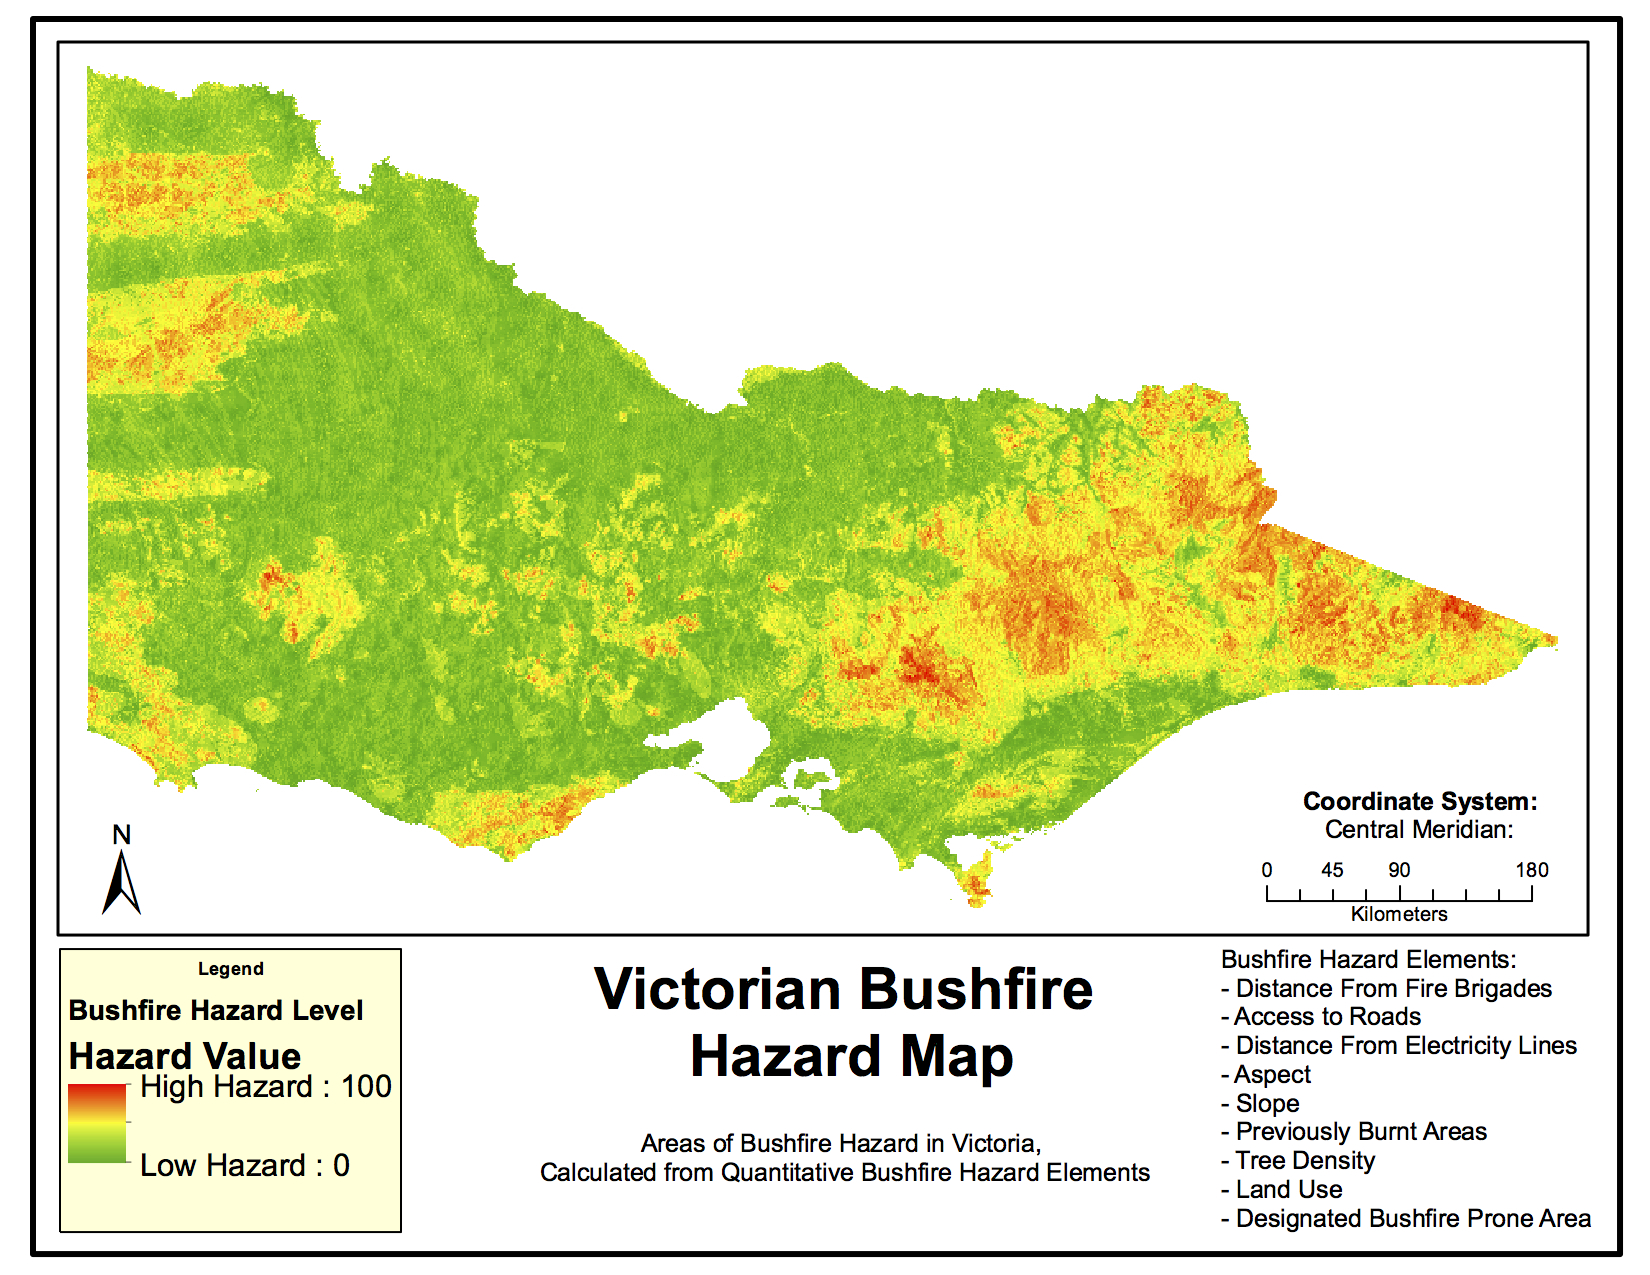 N
Coordinate System:
Central Meridian:
0 45 90 180
Kilometers
Legend
Bushfire Hazard Level
Hazard Value
High Hazard : 100
Low Hazard : 0
Victorian Bushfire
Hazard Map
Areas of Bushfire Hazard in Victoria,
Calculated from Quantitative Bushfire Hazard Elements
Bushfire Hazard Elements:
- Distance From Fire Brigades
- Access to Roads
- Distance From Electricity Lines
- Aspect
- Slope
- Previously Burnt Areas
- Tree Density
- Land Use
- Designated Bushfire Prone Area